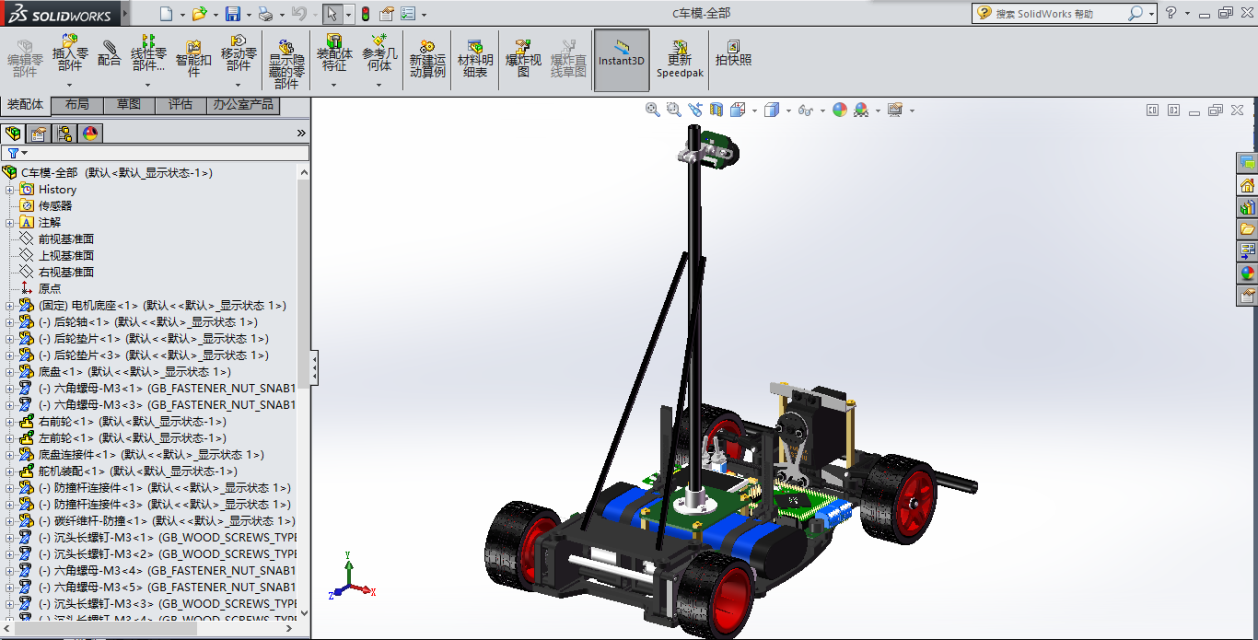 SOLIDWORKS
C车模-全部
搜索 SolidWorks 帮助
编辑零部件
插入零部件
配合
线性零部件...
智能扣件
移动零部件
显示隐藏的零部件
装配体特征
参考几何体
新建运动算例
材料明细表
爆炸视图
爆炸直线草图
Instant3D
更新 Speedpak
拍快照
装配体 布局 草图 评估 办公室产品
C车模-全部 (默认<默认_显示状态-1>)
History
传感器
注解
前视基准面
上视基准面
右视基准面
原点
(固定) 电机底座<1> (默认<<默认>_显示状态 1>)
(-) 后轮轴<1> (默认<<默认>_显示状态 1>)
(-) 后轮垫片<1> (默认<<默认>_显示状态 1>)
(-) 后轮垫片<3> (默认<<默认>_显示状态 1>)
底盘<1> (默认<<默认>_显示状态 1>)
(-) 六角螺母-M3<1> (GB_FASTENER_NUT_SNAB1
(-) 六角螺母-M3<3> (GB_FASTENER_NUT_SNAB1
右前轮<1> (默认<默认_显示状态-1>)
左前轮<1> (默认<默认_显示状态-1>)
底盘连接件<1> (默认<<默认>_显示状态 1>)
舵机装配<1> (默认<默认_显示状态-1>)
(-) 防撞杆连接件<1> (默认<<默认>_显示状态 1>)
(-) 防撞杆连接件<3> (默认<<默认>_显示状态 1>)
(-) 碳纤维杆-防撞<1> (默认<<默认>_显示状态 1>)
(-) 沉头长螺钉-M3<1> (GB_WOOD_SCREWS_TYPE
(-) 沉头长螺钉-M3<2> (GB_WOOD_SCREWS_TYPE
(-) 六角螺母-M3<4> (GB_FASTENER_NUT_SNAB1
(-) 六角螺母-M3<5> (GB_FASTENER_NUT_SNAB1
(-) 沉头长螺钉-M3<3> (GB_WOOD_SCREWS_TYPE
(-) 沉头长螺钉-M3<4> (GB_WOOD_SCREWS_TYPE
Y
Z
X